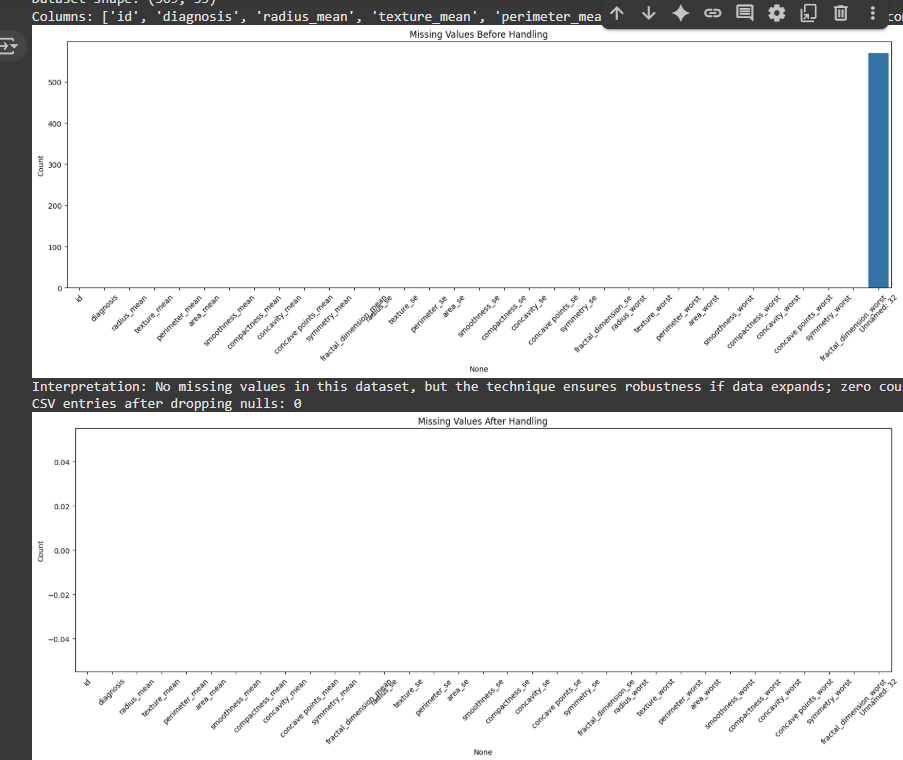 Dataset shape: (569, 33)
Columns: ['id', 'diagnosis', 'radius_mean', 'texture_mean', 'perimeter_mea
Missing Values Before Handling
Count
500
400
300
200
100
0
id
diagnosis
radius_mean
texture_mean
perimeter_mean
area_mean
smoothness_mean
compactness_mean
concavity_mean
concave points_mean
symmetry_mean
fractal_dimension_mean
radius_se
texture_se
perimeter_se
area_se
smoothness_se
compactness_se
concavity_se
concave points_se
symmetry_se
fractal_dimension_se
radius_worst
texture_worst
perimeter_worst
area_worst
smoothness_worst
compactness_worst
concavity_worst
concave points_worst
symmetry_worst
fractal_dimension_worst
Unnamed: 32
None
Interpretation: No missing values in this dataset, but the technique ensures robustness if data expands; zero cou
CSV entries after dropping nulls: 0
Missing Values After Handling
Count
0.04
0.02
0.00
−0.02
−0.04
id
diagnosis
radius_mean
texture_mean
perimeter_mean
area_mean
smoothness_mean
compactness_mean
concavity_mean
concave points_mean
symmetry_mean
fractal_dimension_mean
radius_se
texture_se
perimeter_se
area_se
smoothness_se
compactness_se
concavity_se
concave points_se
symmetry_se
fractal_dimension_se
radius_worst
texture_worst
perimeter_worst
area_worst
smoothness_worst
compactness_worst
concavity_worst
concave points_worst
symmetry_worst
fractal_dimension_worst
Unnamed: 32
None